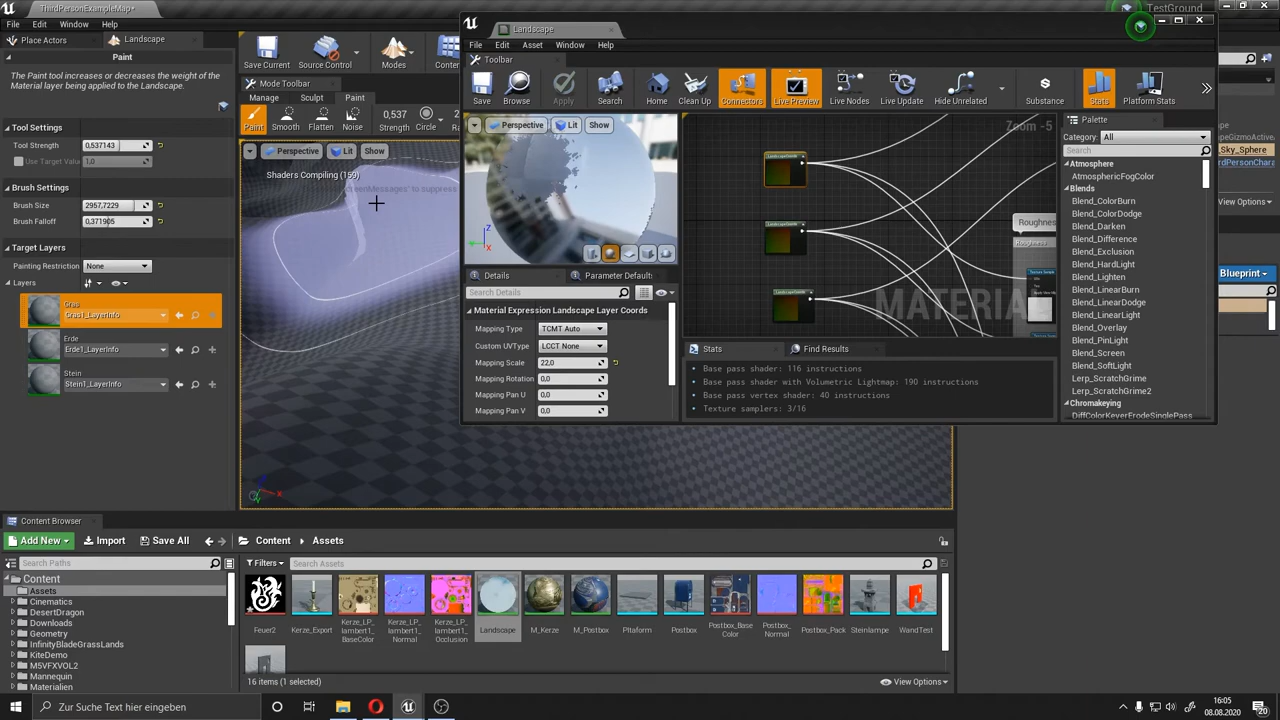 ThirdPersonExampleMap*
File Edit Window Help
Place Actors
Landscape
Paint
The Paint tool increases or decreases the weight of the
Material layer being applied to the Landscape.
Tool Settings
Tool Strength 0,537143
Use Target Value 1,0
Brush Settings
Brush Size 2957,7229
Brush Falloff 0,371905
Target Layers
Painting Restriction None
Layers
Gras
Gras1_LayerInfo
Erde
Erde1_LayerInfo
Stein
Stein1_LayerInfo
Save Current Source Control Modes
Mode Toolbar
Manage Sculpt Paint
Paint Smooth Flatten Noise 0,537 Strength Circle
Perspective Lit Show
Shaders Compiling (159)
ScreenMessages' to suppress
TestGround
Landscape
File Edit Asset Window Help
Toolbar
Save Browse Apply Search Home Clean Up Connectors Live Preview Live Nodes Live Update Hide Unrelated Substance Stats Platform Stats
Perspective Lit Show
Zoom -5
MATERIA
Roughness
Details Parameter Default
Search Details
Material Expression Landscape Layer Coords
Mapping Type TCMT Auto
Custom UVType LCCT None
Mapping Scale 22,0
Mapping Rotation 0,0
Mapping Pan U 0,0
Mapping Pan V 0,0
Stats Find Results
Base pass shader: 116 instructions
Base pass shader with Volumetric Lightmap: 190 instructions
Base pass vertex shader: 40 instructions
Texture samplers: 3/16
Palette
Category: All
Search
Atmosphere
AtmosphericFogColor
Blends
Blend_ColorBurn
Blend_ColorDodge
Blend_Darken
Blend_Difference
Blend_Exclusion
Blend_HardLight
Blend_Lighten
Blend_LinearBurn
Blend_LinearDodge
Blend_LinearLight
Blend_Overlay
Blend_PinLight
Blend_Screen
Blend_SoftLight
Lerp_ScratchGrime
Lerp_ScratchGrime2
Chromakeying
DiffColorKeyerErodeSinglePass
GizmoActive
Sky_Sphere
irdPersonChara
View Options
Blueprint
Content Browser
Add New Import Save All Content Assets
Search Paths
Filters Search Assets
Content
Assets
Cinematics
DesertDragon
Downloads
Geometry
InfinityBladeGrassLands
KiteDemo
M5VFXVOL2
Mannequin
Materialien
Feuer2
Kerze_Export
Kerze_LP_lambert1_BaseColor
Kerze_LP_lambert1_Normal
Kerze_LP_lambert1_Occlusion
Landscape
M_Kerze
M_Postbox
Pltaform
Postbox
Postbox_Base Color
Postbox_Normal
Postbox_Pack
Steinlampe
WandTest
16 items (1 selected)
View Options
Zur Suche Text hier eingeben
16:05
08.08.2020
20